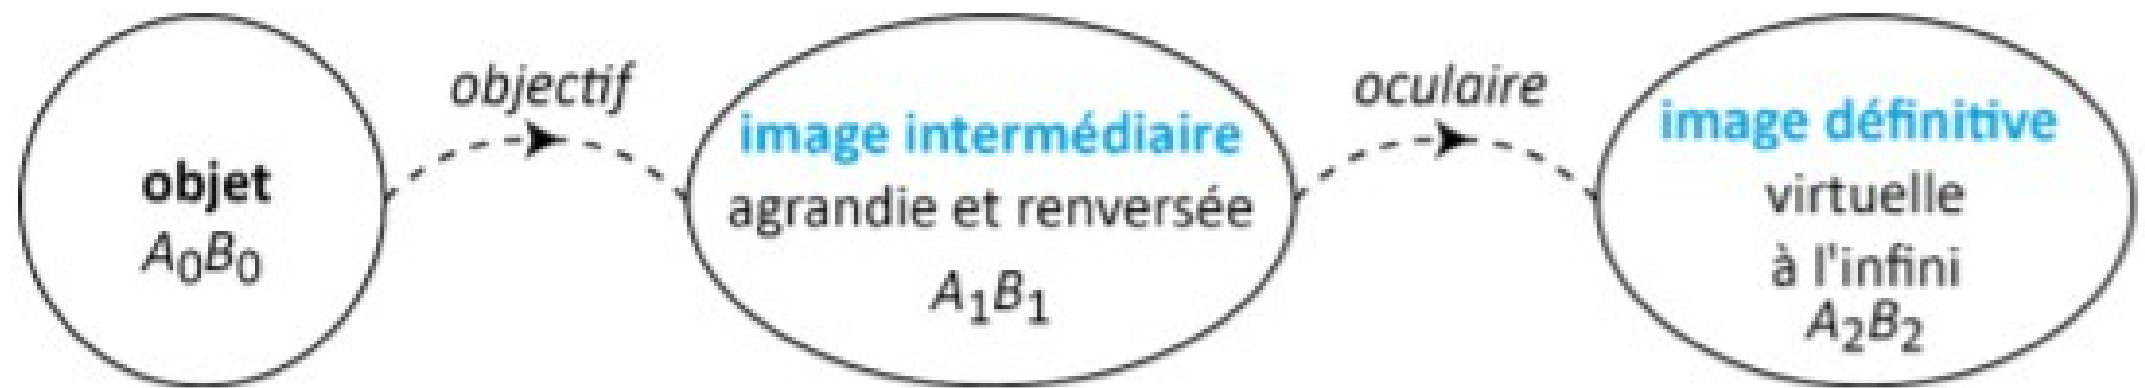 objet
A₀B₀
objectif
image intermédiaire
agrandie et renversée
A₁B₁
oculaire
image définitive
virtuelle
à l'infini
A₂B₂